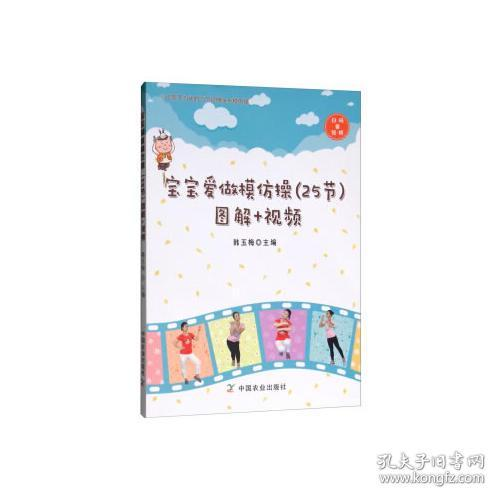 扫码
看
视频
宝宝爱做模仿操(25节)
图解+视频
韩玉梅◎主编
中国农业出版社
孔夫子旧书网
www.kongfz.com